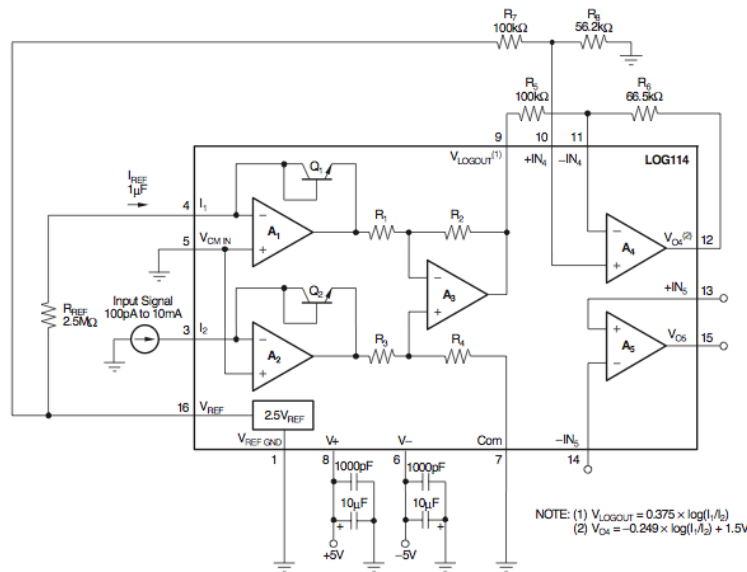 R7
100kΩ
R8
56.2kΩ
R5
100kΩ
R6
66.5kΩ
9
10
11
VLOGOUT(1)
+IN4
−IN4
LOG114
Q1
IREF
1μF
4
I1
A1
R1
R2
5
VCM IN
A3
A4
VO4(2)
12
RREF
2.5MΩ
Input Signal
100pA to 10mA
Q2
3
I2
A2
R3
R4
+IN5
13
A5
VO5
15
16
VREF
2.5VREF
VREF GND
V+
V−
Com
−IN5
1
8
6
7
14
1000pF
1000pF
10μF
10μF
+
+
+5V
−5V
NOTE: (1) VLOGOUT = 0.375 × log(I1/I2)
(2) VO4 = −0.249 × log(I1/I2) + 1.5V